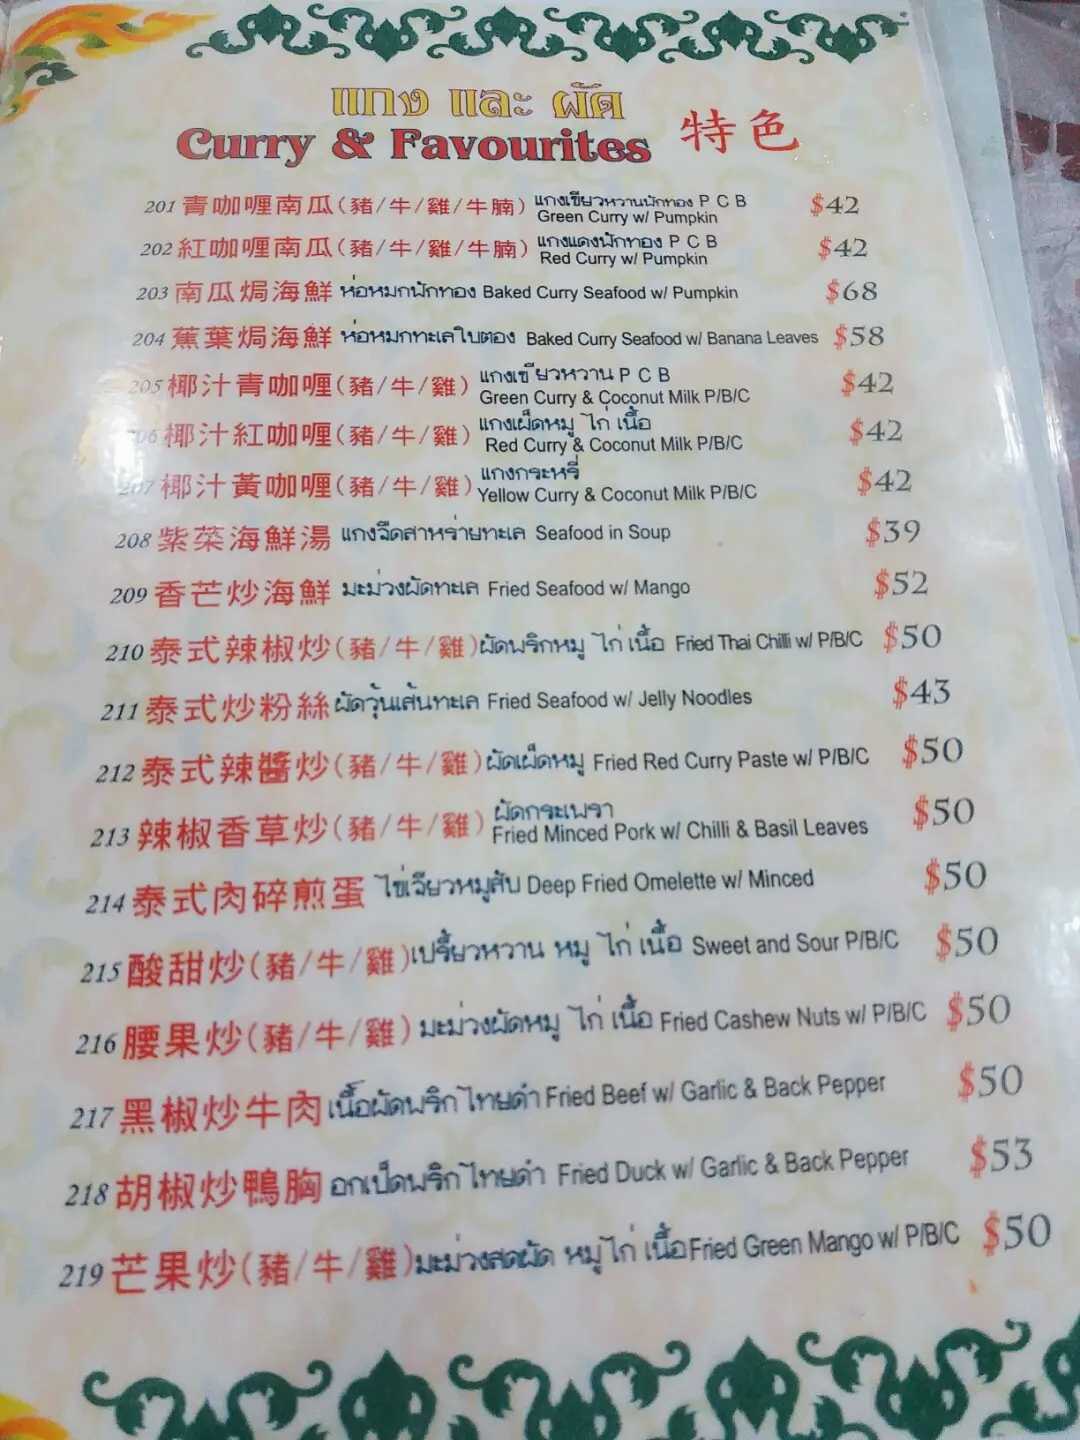 แกง และ ผัด
Curry & Favourites 特色
201 青咖喱南瓜(豬/牛/雞/牛腩) แกงเขียวหวานฟักทอง P C B $42
Green Curry w/ Pumpkin
202 紅咖喱南瓜(豬/牛/雞/牛腩) แกงแดงฟักทอง P C B $42
Red Curry w/ Pumpkin
203 南瓜焗海鮮 ห่อหมกฟักทอง Baked Curry Seafood w/ Pumpkin $68
204 蕉葉焗海鮮 ห่อหมกทะเลใบตอง Baked Curry Seafood w/ Banana Leaves $58
205 椰汁青咖喱(豬/牛/雞) แกงเขียวหวาน P C B $42
Green Curry & Coconut Milk P/B/C
206 椰汁紅咖喱(豬/牛/雞) แกงเผ็ดหมู ไก่ เนื้อ $42
Red Curry & Coconut Milk P/B/C
207 椰汁黃咖喱(豬/牛/雞) แกงกระหรี่ $42
Yellow Curry & Coconut Milk P/B/C
208 紫菜海鮮湯 แกงจืดสาหร่ายทะเล Seafood in Soup $39
209 香芒炒海鮮 มะม่วงผัดทะเล Fried Seafood w/ Mango $52
210 泰式辣椒炒(豬/牛/雞) ผัดพริกหมู ไก่ เนื้อ Fried Thai Chilli w/ P/B/C $50
211 泰式炒粉絲 ผัดวุ้นเส้นทะเล Fried Seafood w/ Jelly Noodles $43
212 泰式辣醬炒(豬/牛/雞) ผัดเผ็ดหมู Fried Red Curry Paste w/ P/B/C $50
213 辣椒香草炒(豬/牛/雞) ผัดกระเพรา $50
Fried Minced Pork w/ Chilli & Basil Leaves
214 泰式肉碎煎蛋 ไข่เจียวหมูสับ Deep Fried Omelette w/ Minced $50
215 酸甜炒(豬/牛/雞) เปรี้ยวหวาน หมู ไก่ เนื้อ Sweet and Sour P/B/C $50
216 腰果炒(豬/牛/雞) มะม่วงผัดหมู ไก่ เนื้อ Fried Cashew Nuts w/ P/B/C $50
217 黑椒炒牛肉 เนื้อผัดพริกไทยดำ Fried Beef w/ Garlic & Back Pepper $50
218 胡椒炒鴨胸 อกเป็ดพริกไทยดำ Fried Duck w/ Garlic & Back Pepper $53
219 芒果炒(豬/牛/雞) มะม่วงสดผัด หมู ไก่ เนื้อ Fried Green Mango w/ P/B/C $50